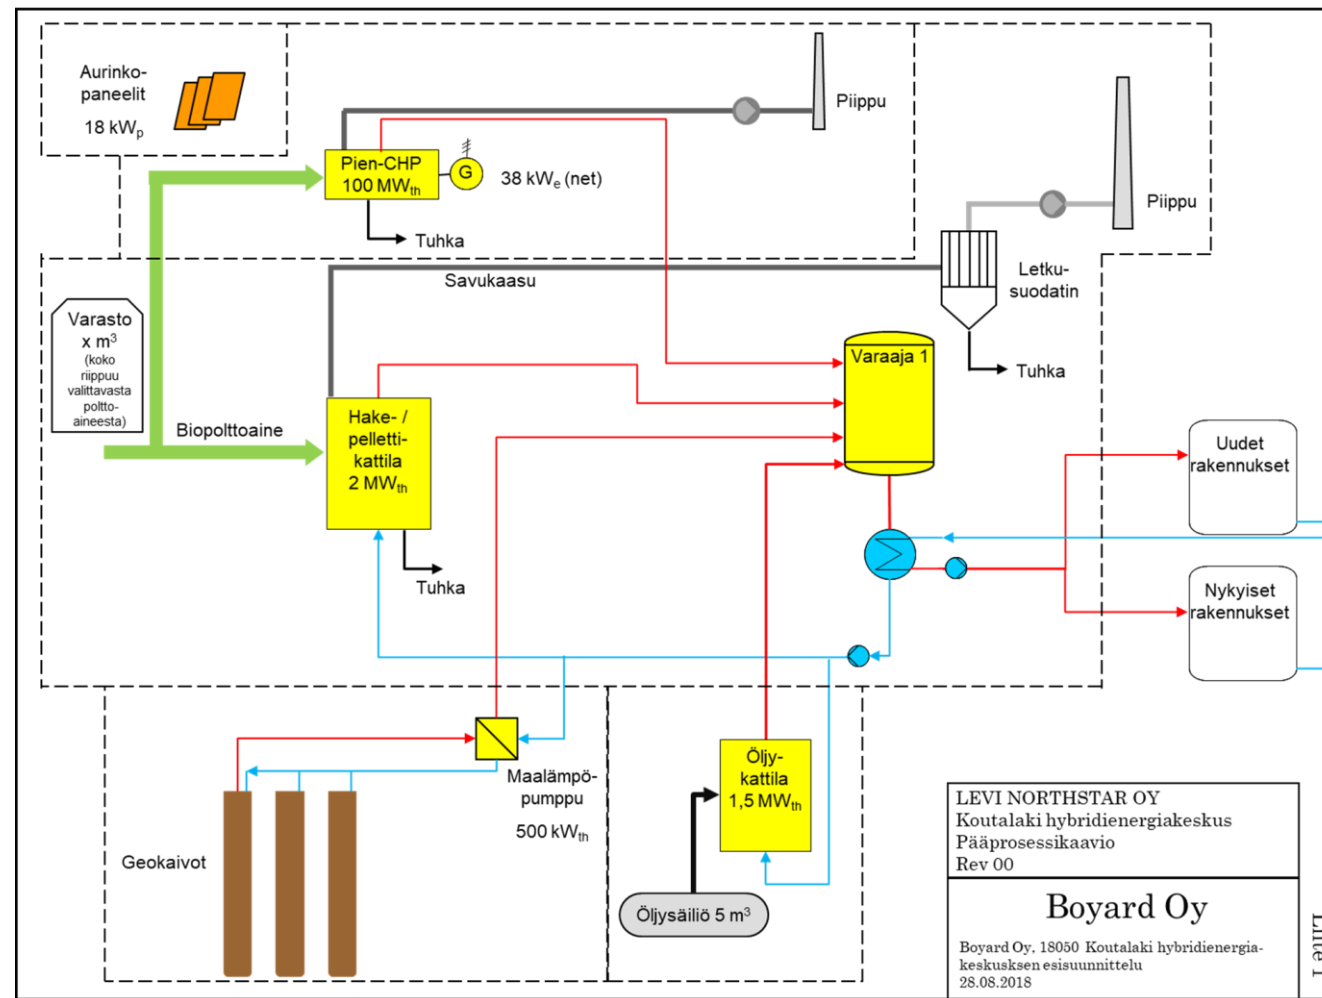 Aurinko-
paneelit
18 kWp
Piippu
Pien-CHP
100 MWth
G
38 kWe (net)
Tuhka
Piippu
Savukaasu
Letku-
suodatin
Tuhka
Varasto
x m³
(koko
riippuu
valittavasta
poltto-
aineesta)
Biopolttoaine
Hake- /
pelletti-
kattila
2 MWth
Tuhka
Varaaja 1
Uudet
rakennukset
Nykyiset
rakennukset
Maalämpö-
pumppu
500 kWth
Geokaivot
Öljy-
kattila
1,5 MWth
Öljysäiliö 5 m³
LEVI NORTHSTAR OY
Koutalaki hybridienergiakeskus
Pääprosessikaavio
Rev 00
Boyard Oy
Boyard Oy, 18050 Koutalaki hybridienergia-
keskusksen esisuunnittelu
28.08.2018
Liite 1